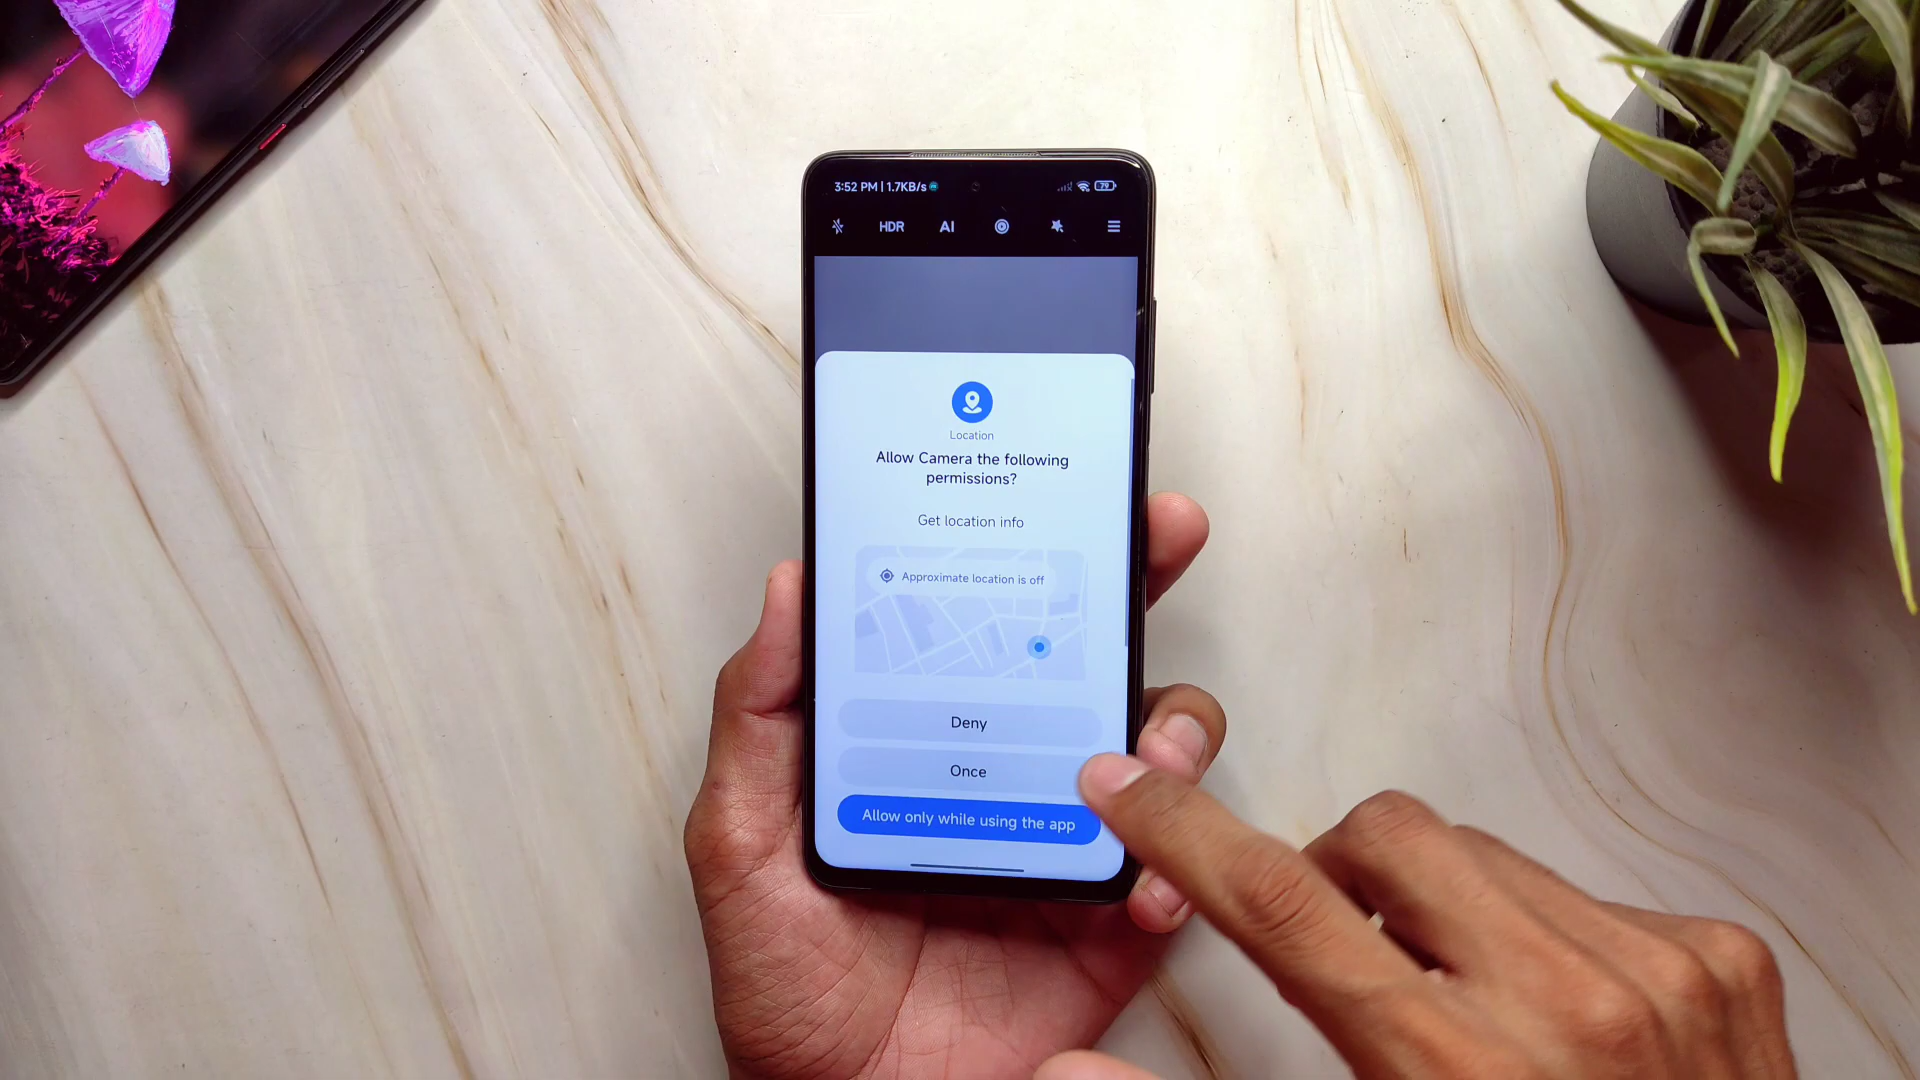 3:52 PM | 1.7KB/s 79
HDR AI
Location
Allow Camera the following
permissions?
Get location info
Approximate location is off
Deny
Once
Allow only while using the app